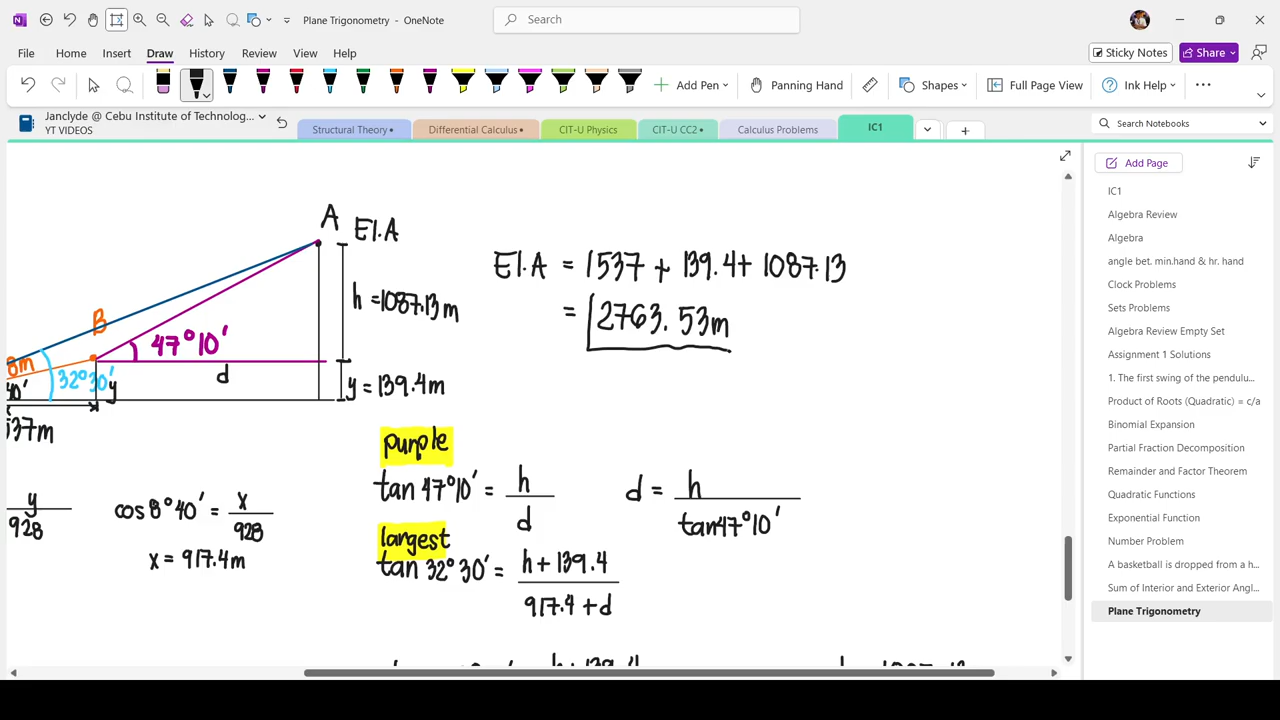 Plane Trigonometry - OneNote
Search
File Home Insert Draw History Review View Help
Sticky Notes
Share
Add Pen
Panning Hand
Shapes
Full Page View
Ink Help
Janclyde @ Cebu Institute of Technolog...
YT VIDEOS
Structural Theory
Differential Calculus
CIT-U Physics
CIT-U CC2
Calculus Problems
IC1
Search Notebooks
Add Page
IC1
Algebra Review
Algebra
angle bet. min.hand & hr. hand
Clock Problems
Sets Problems
Algebra Review Empty Set
Assignment 1 Solutions
1. The first swing of the pendulu...
Product of Roots (Quadratic) = c/a
Binomial Expansion
Partial Fraction Decomposition
Remainder and Factor Theorem
Quadratic Functions
Exponential Function
Number Problem
A basketball is dropped from a h...
Sum of Interior and Exterior Angl...
Plane Trigonometry
A
El.A
B
h = 1087.13 m
47°10'
8m
32°30'
40'
y
d
y = 139.4m
537m
El.A = 1537 + 139.4 + 1087.13
= 2763.53m
y
928
cos 8°40' = x
928
x = 917.4m
purple
tan 47°10' = h
d
d = h
tan47°10'
largest
tan 32°30' = h + 139.4
917.4 + d